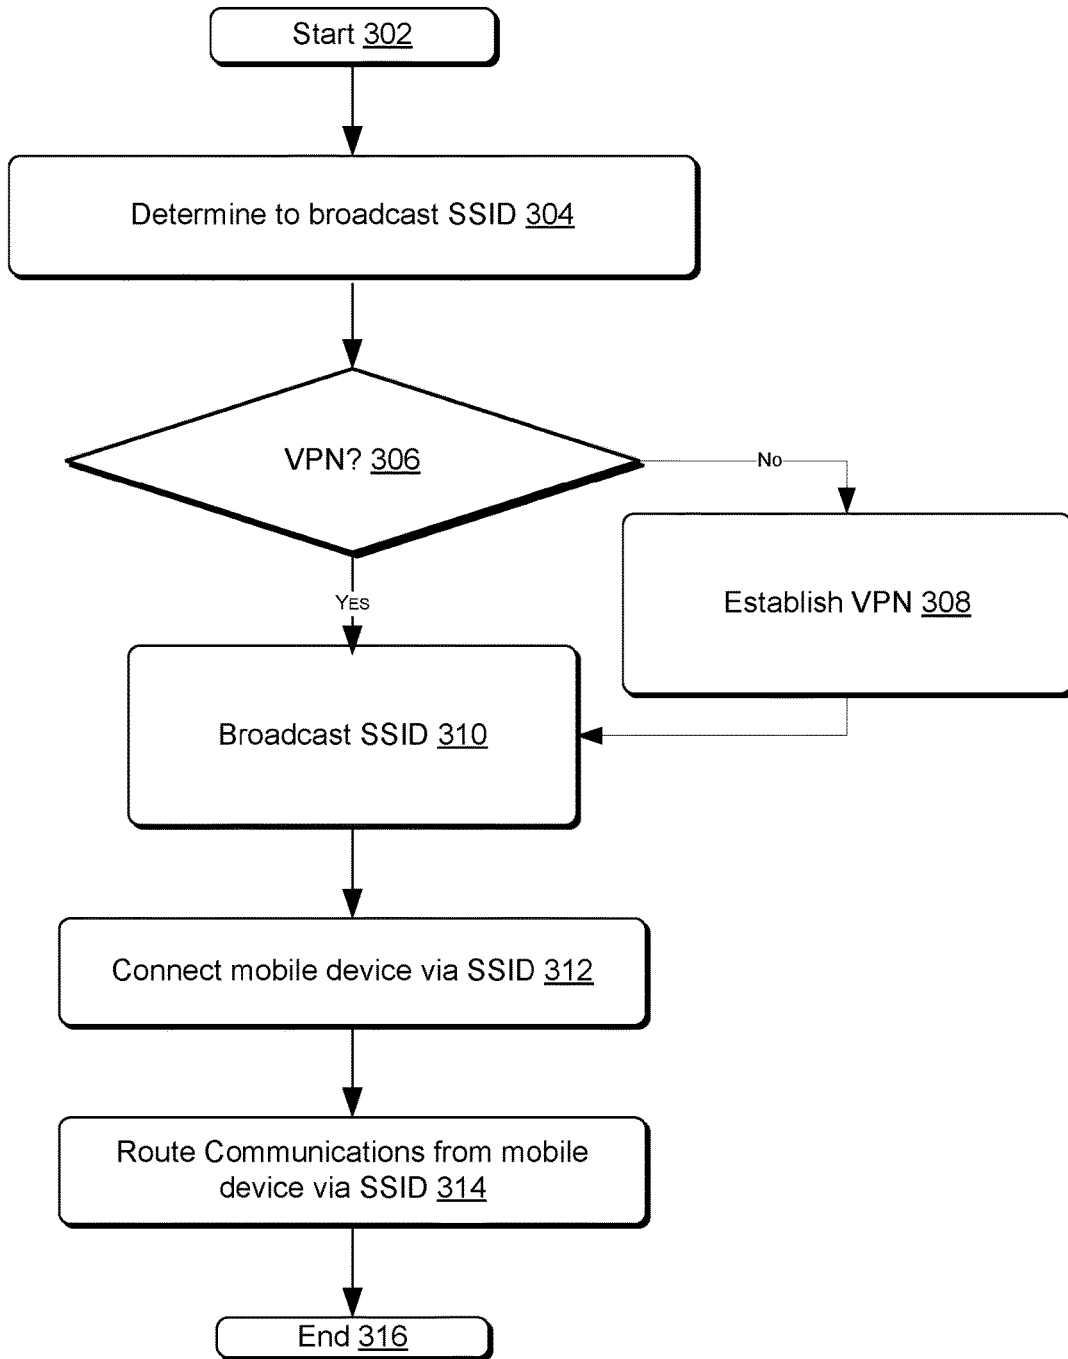 Start 302
Determine to broadcast SSID 304
VPN? 306
No
Establish VPN 308
YES
Broadcast SSID 310
Connect mobile device via SSID 312
Route Communications from mobile
device via SSID 314
End 316